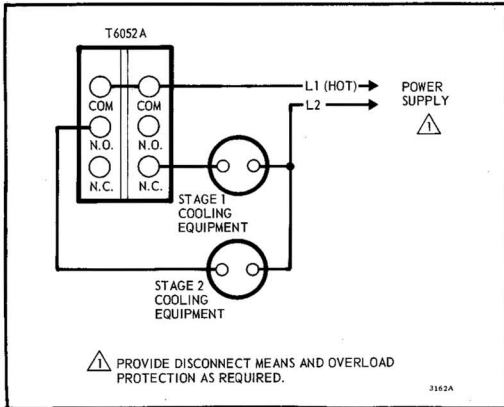 T6052A
COM COM
N.O. N.O.
N.C. N.C.
L1 (HOT)
L2
POWER
SUPPLY
1
STAGE 1
COOLING
EQUIPMENT
STAGE 2
COOLING
EQUIPMENT
1 PROVIDE DISCONNECT MEANS AND OVERLOAD
PROTECTION AS REQUIRED.
3162A